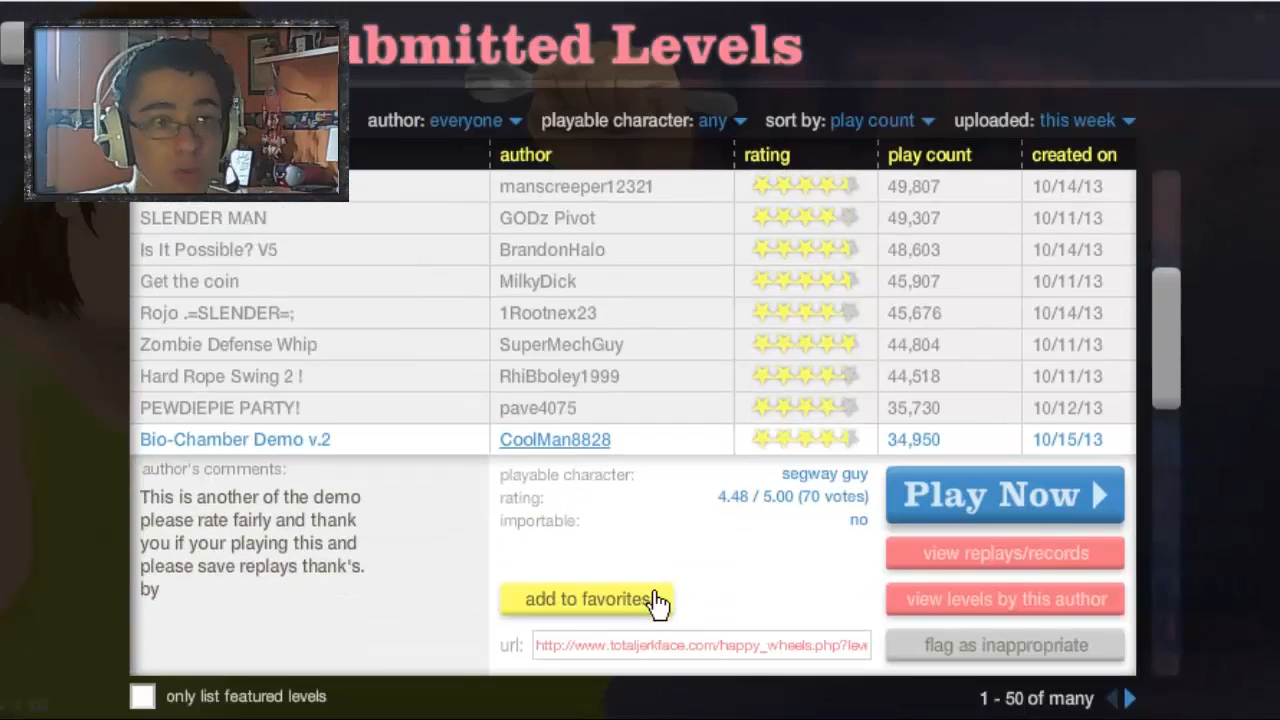 ubmitted Levels
author: everyone playable character: any sort by: play count uploaded: this week
author rating play count created on
manscreeper12321 49,807 10/14/13
SLENDER MAN GODz Pivot 49,307 10/11/13
Is It Possible? V5 BrandonHalo 48,603 10/14/13
Get the coin MilkyDick 45,907 10/11/13
Rojo .=SLENDER=; 1Rootnex23 45,676 10/11/13
Zombie Defense Whip SuperMechGuy 44,804 10/11/13
Hard Rope Swing 2 ! RhiBboley1999 44,518 10/11/13
PEWDIEPIE PARTY! pave4075 35,730 10/12/13
Bio-Chamber Demo v.2 CoolMan8828 34,950 10/15/13
author's comments:
This is another of the demo
please rate fairly and thank
you if your playing this and
please save replays thank's.
by
playable character: segway guy
rating: 4.48 / 5.00 (70 votes)
importable: no
add to favorites
url: http://www.totaljerkface.com/happy_wheels.php?leve
Play Now
view replays/records
view levels by this author
flag as inappropriate
only list featured levels
1 - 50 of many